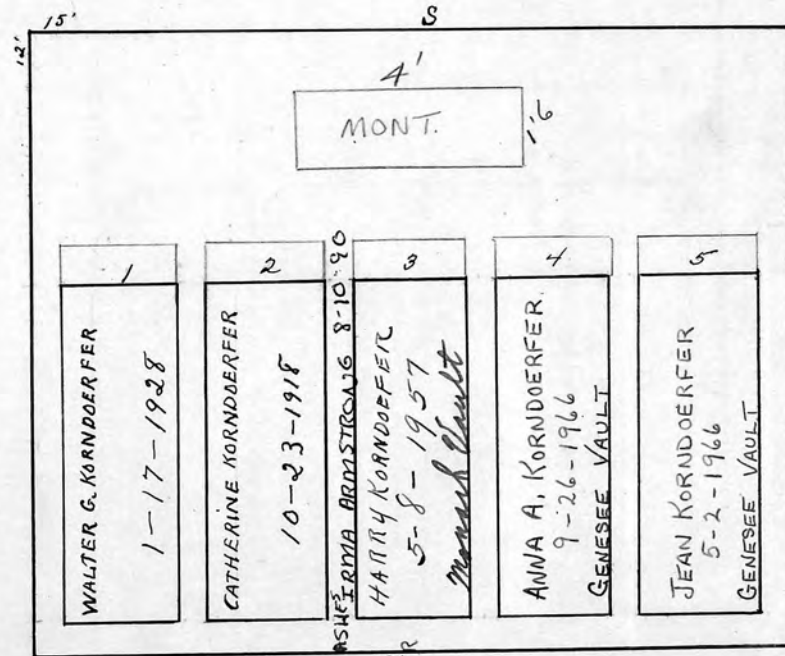 15'
S
12'
4'
MONT.
1'6
1
WALTER G. KORNDOERFER
1-17-1928
2
CATHERINE KORNDOERFER
10-23-1918
ASHES
IRMA ARMSTRONG 8-10-90
3
HARRY KORNDOEFER
5-8-1957
Monark Vault
R
4
ANNA A. KORNDOERFER.
9-26-1966
GENESEE VAULT
5
JEAN KORNDOERFER
5-2-1966
GENESEE VAULT